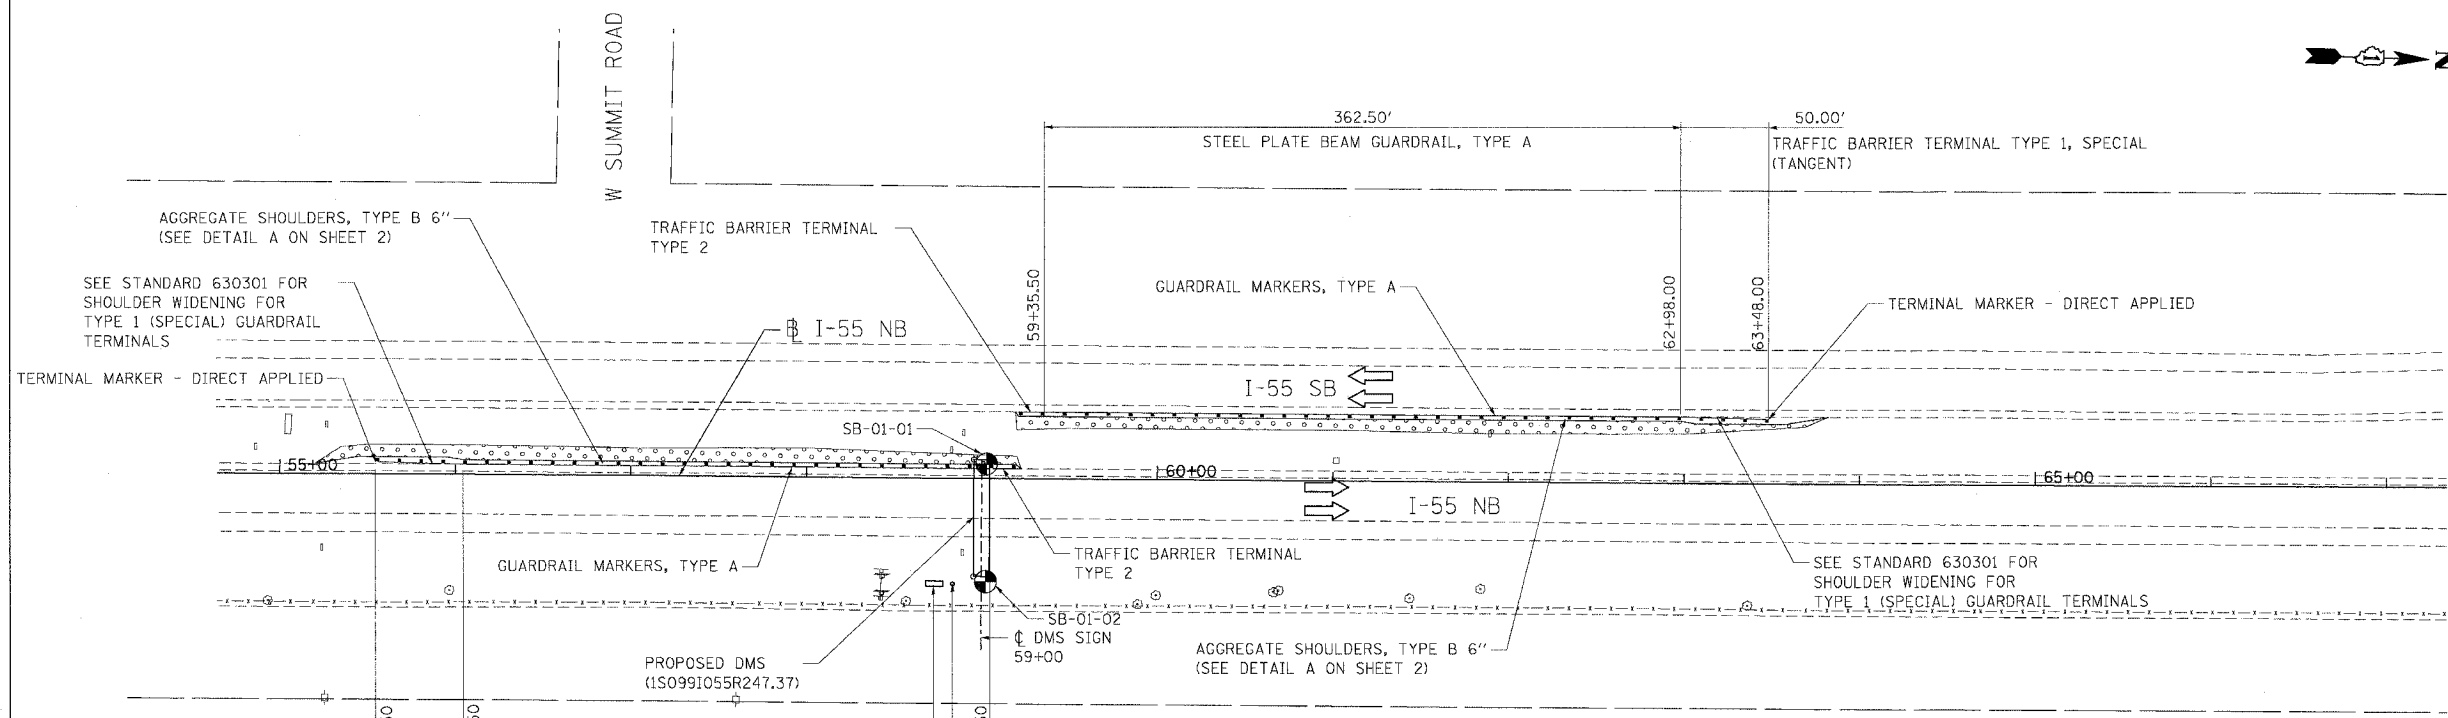 W SUMMIT ROAD
N
362.50'
50.00'
STEEL PLATE BEAM GUARDRAIL, TYPE A
TRAFFIC BARRIER TERMINAL TYPE 1, SPECIAL
(TANGENT)
AGGREGATE SHOULDERS, TYPE B 6"
(SEE DETAIL A ON SHEET 2)
TRAFFIC BARRIER TERMINAL
TYPE 2
SEE STANDARD 630301 FOR
SHOULDER WIDENING FOR
TYPE 1 (SPECIAL) GUARDRAIL
TERMINALS
59+35.50
GUARDRAIL MARKERS, TYPE A
62+98.00
63+48.00
TERMINAL MARKER - DIRECT APPLIED
I-55 NB
TERMINAL MARKER - DIRECT APPLIED
I-55 SB
SB-01-01
55+00
60+00
65+00
I-55 NB
GUARDRAIL MARKERS, TYPE A
TRAFFIC BARRIER TERMINAL
TYPE 2
SEE STANDARD 630301 FOR
SHOULDER WIDENING FOR
TYPE 1 (SPECIAL) GUARDRAIL TERMINALS
SB-01-02
℄ DMS SIGN
59+00
PROPOSED DMS
(1S099I055R247.37)
AGGREGATE SHOULDERS, TYPE B 6"
(SEE DETAIL A ON SHEET 2)